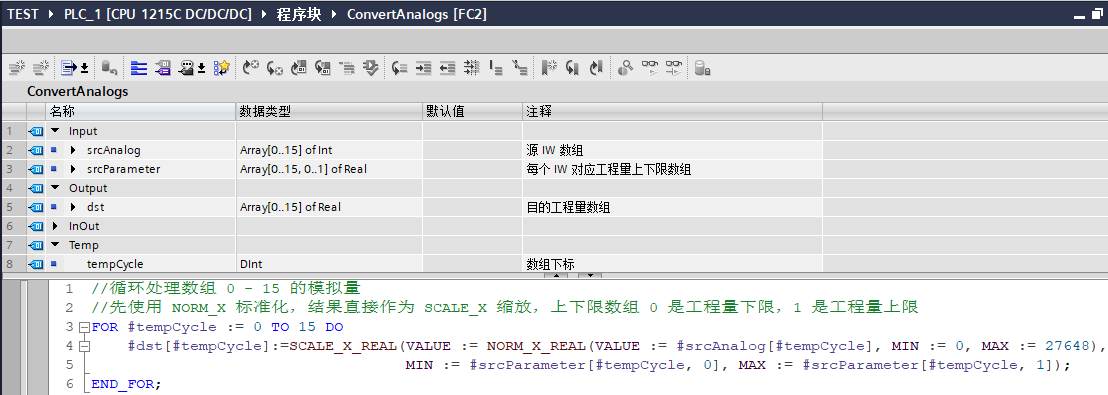 TEST ▸ PLC_1 [CPU 1215C DC/DC/DC] ▸ 程序块 ▸ ConvertAnalogs [FC2]
ConvertAnalogs
名称 数据类型 默认值 注释
1 Input
2 srcAnalog Array[0..15] of Int 源 IW 数组
3 srcParameter Array[0..15, 0..1] of Real 每个 IW 对应工程量上下限数组
4 Output
5 dst Array[0..15] of Real 目的工程量数组
6 InOut
7 Temp
8 tempCycle DInt 数组下标
1 //循环处理数组 0 - 15 的模拟量
2 //先使用 NORM_X 标准化，结果直接作为 SCALE_X 缩放，上下限数组 0 是工程量下限，1 是工程量上限
3 FOR #tempCycle := 0 TO 15 DO
4 #dst[#tempCycle]:=SCALE_X_REAL(VALUE := NORM_X_REAL(VALUE := #srcAnalog[#tempCycle], MIN := 0, MAX := 27648),
5 MIN := #srcParameter[#tempCycle, 0], MAX := #srcParameter[#tempCycle, 1]);
6 END_FOR;